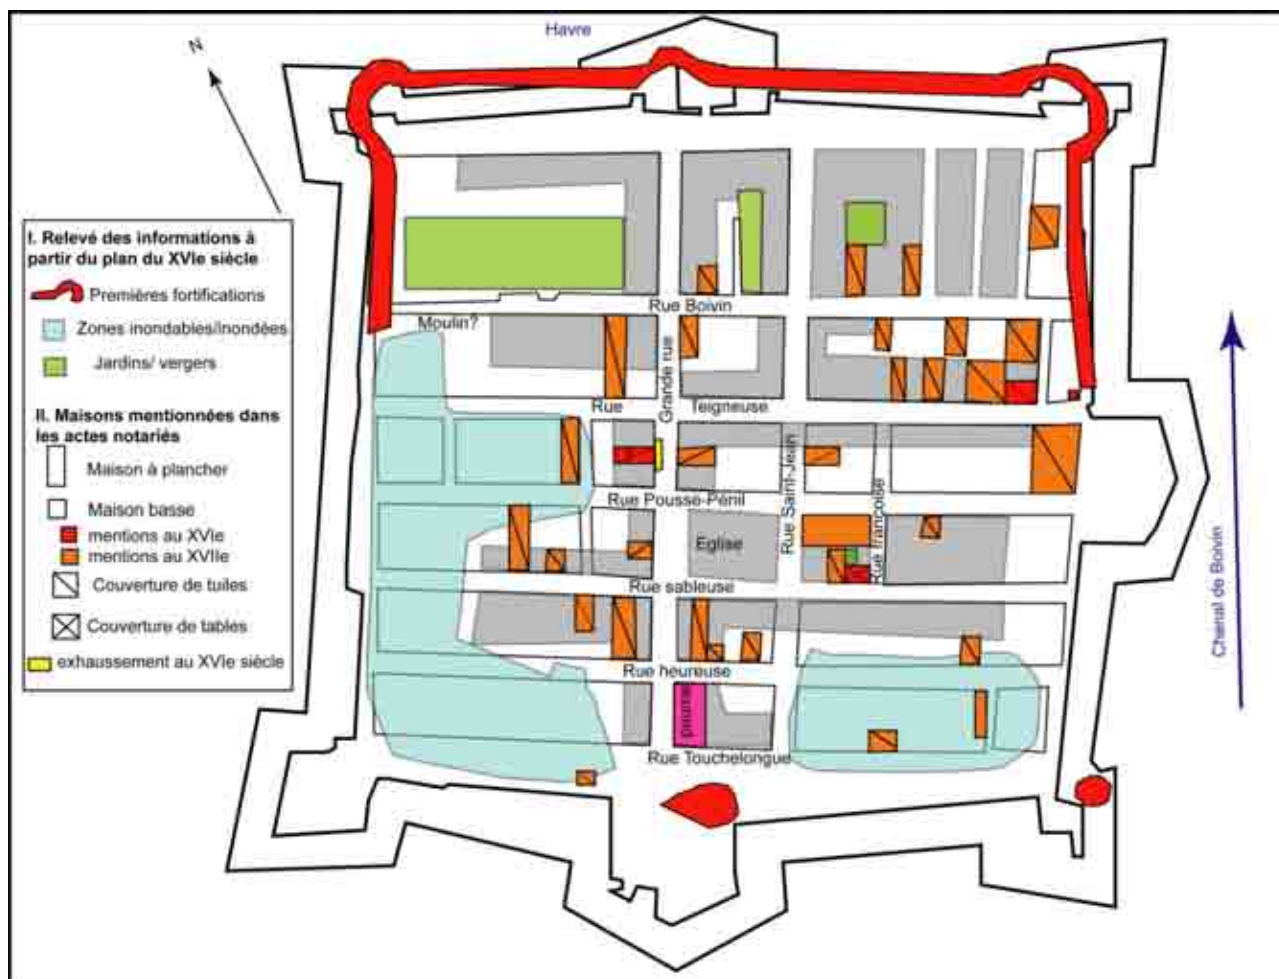 Havre
N
I. Relevé des informations à
partir du plan du XVIe siècle
Premières fortifications
Zones inondables/Inondées
Jardins/ vergers
II. Maisons mentionnées dans
les actes notariés
Maison à plancher
Maison basse
mentions au XVIe
mentions au XVIIe
Couverture de tuiles
Couverture de tables
exhaussement au XVIe siècle
Rue Boivin
Moulin?
Grande rue
Rue Teigneuse
Rue Saint-Jean
Rue Pousse-Pénil
Rue françoise
Eglise
Rue sableuse
Rue heureuse
Rue Touchelongue
Chenal de Boivin